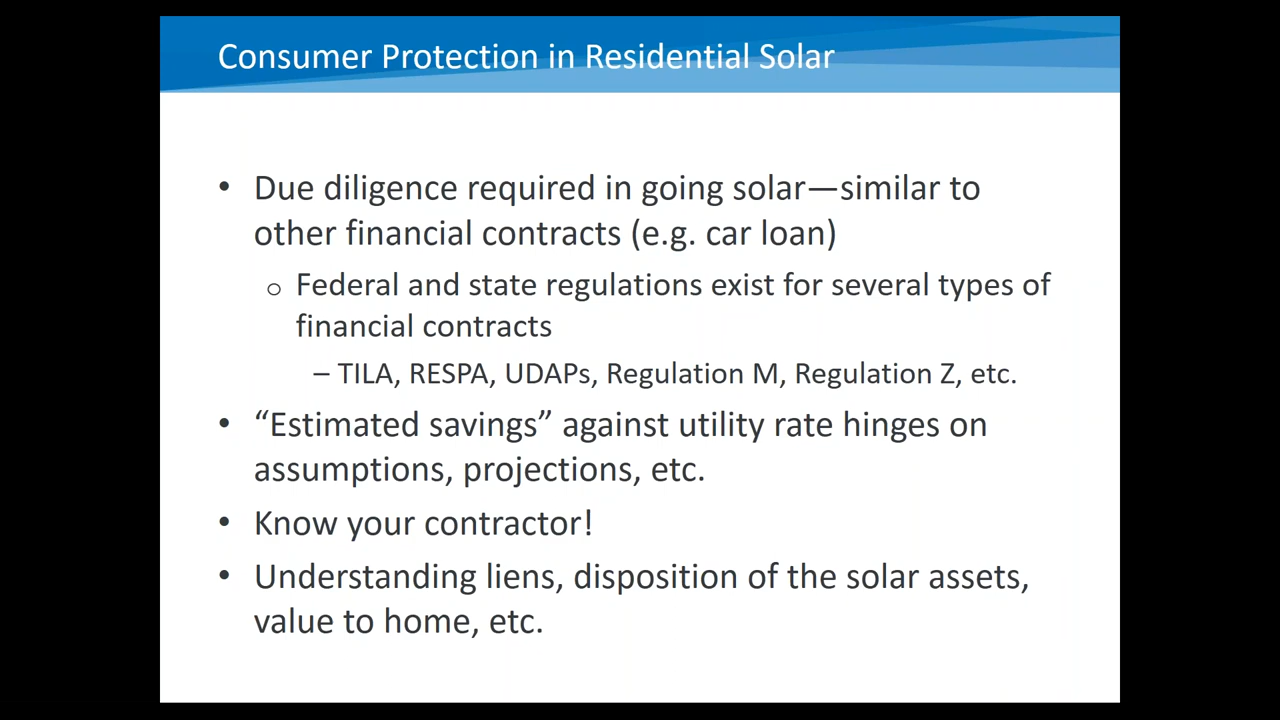 Consumer Protection in Residential Solar
• Due diligence required in going solar—similar to
other financial contracts (e.g. car loan)
o Federal and state regulations exist for several types of
financial contracts
– TILA, RESPA, UDAPs, Regulation M, Regulation Z, etc.
• “Estimated savings” against utility rate hinges on
assumptions, projections, etc.
• Know your contractor!
• Understanding liens, disposition of the solar assets,
value to home, etc.